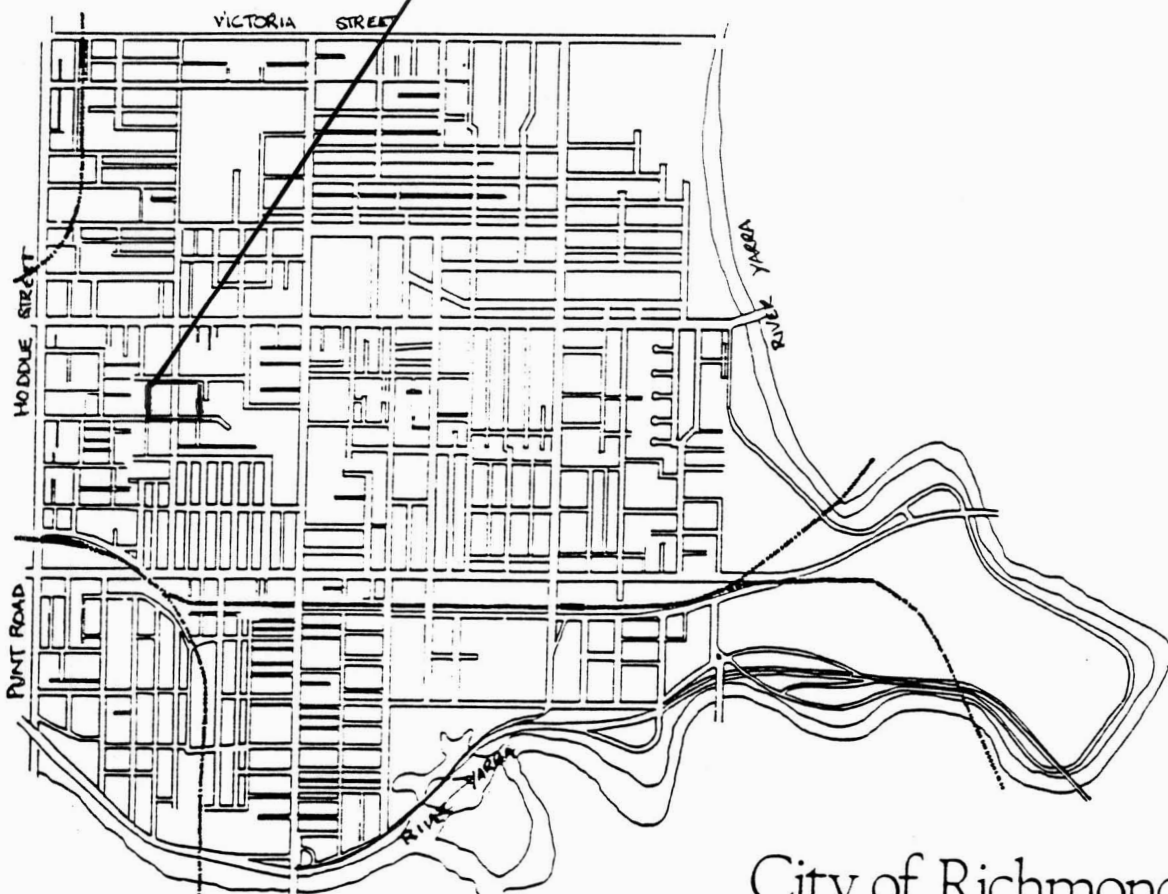 VICTORIA STREET
HODDLE STREET
RIVER YARRA
PUNT ROAD
RIVER YARRA
City of Richmond